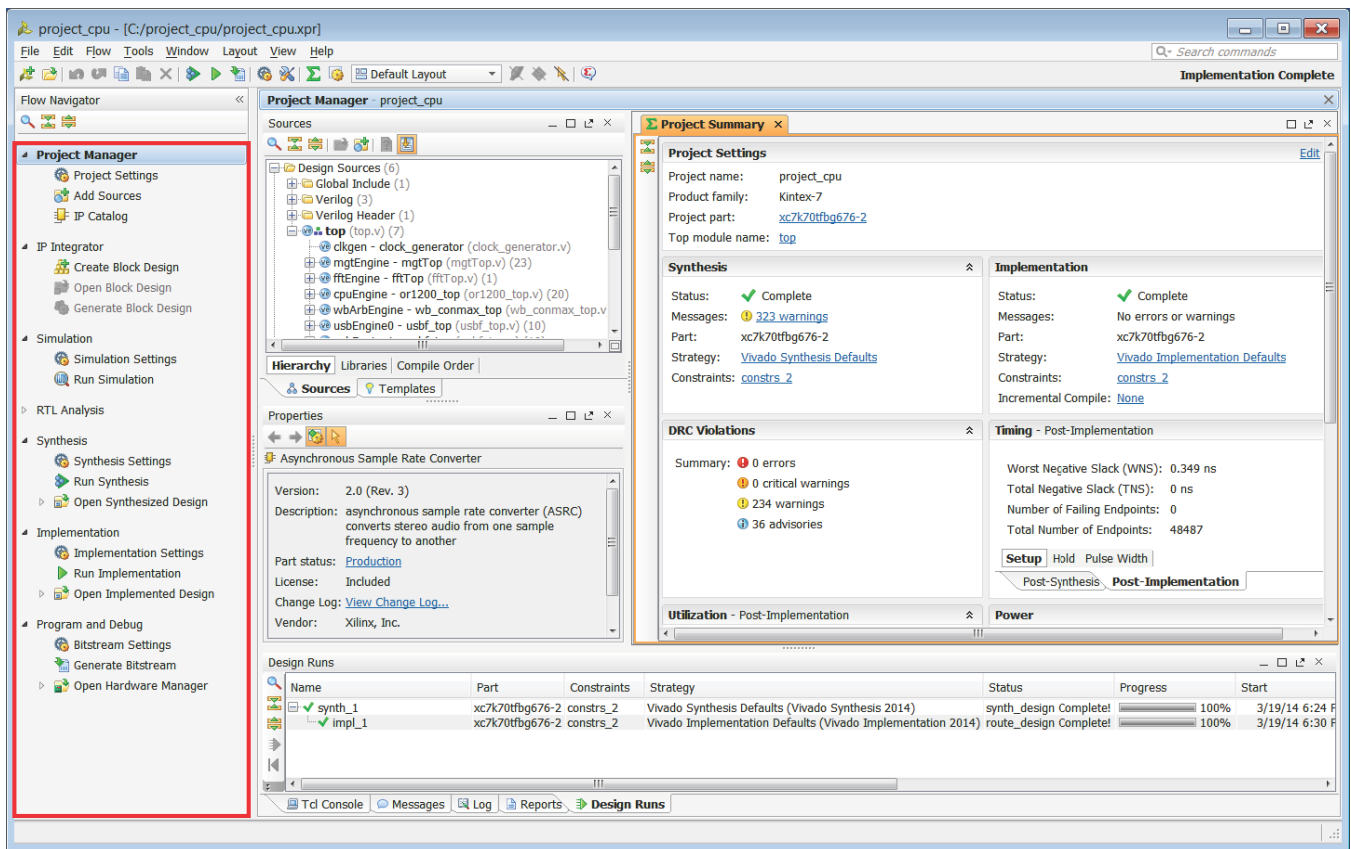 project_cpu - [C:/project_cpu/project_cpu.xpr]
File Edit Flow Tools Window Layout View Help
Q- Search commands
Default Layout
Implementation Complete
Flow Navigator
Project Manager
Project Settings
Add Sources
IP Catalog
IP Integrator
Create Block Design
Open Block Design
Generate Block Design
Simulation
Simulation Settings
Run Simulation
RTL Analysis
Synthesis
Synthesis Settings
Run Synthesis
Open Synthesized Design
Implementation
Implementation Settings
Run Implementation
Open Implemented Design
Program and Debug
Bitstream Settings
Generate Bitstream
Open Hardware Manager
Project Manager - project_cpu
Sources
Design Sources (6)
Global Include (1)
Verilog (3)
Verilog Header (1)
top (top.v) (7)
clkgen - clock_generator (clock_generator.v)
mgtEngine - mgtTop (mgtTop.v) (23)
fftEngine - fftTop (fftTop.v) (1)
cpuEngine - or1200_top (or1200_top.v) (20)
wbArbEngine - wb_conmax_top (wb_conmax_top.v
usbEngine0 - usbf_top (usbf_top.v) (10)
Hierarchy Libraries Compile Order
Sources Templates
Properties
Asynchronous Sample Rate Converter
Version: 2.0 (Rev. 3)
Description: asynchronous sample rate converter (ASRC)
converts stereo audio from one sample
frequency to another
Part status: Production
License: Included
Change Log: View Change Log...
Vendor: Xilinx, Inc.
Σ Project Summary
Project Settings Edit
Project name: project_cpu
Product family: Kintex-7
Project part: xc7k70tfbg676-2
Top module name: top
Synthesis
Status: Complete
Messages: 323 warnings
Part: xc7k70tfbg676-2
Strategy: Vivado Synthesis Defaults
Constraints: constrs_2
Implementation
Status: Complete
Messages: No errors or warnings
Part: xc7k70tfbg676-2
Strategy: Vivado Implementation Defaults
Constraints: constrs_2
Incremental Compile: None
DRC Violations
Summary: 0 errors
0 critical warnings
234 warnings
36 advisories
Timing - Post-Implementation
Worst Negative Slack (WNS): 0.349 ns
Total Negative Slack (TNS): 0 ns
Number of Failing Endpoints: 0
Total Number of Endpoints: 48487
Setup Hold Pulse Width
Post-Synthesis Post-Implementation
Utilization - Post-Implementation
Power
Design Runs
Name Part Constraints Strategy Status Progress Start
synth_1 xc7k70tfbg676-2 constrs_2 Vivado Synthesis Defaults (Vivado Synthesis 2014) synth_design Complete! 100% 3/19/14 6:24 P
impl_1 xc7k70tfbg676-2 constrs_2 Vivado Implementation Defaults (Vivado Implementation 2014) route_design Complete! 100% 3/19/14 6:30 P
Tcl Console Messages Log Reports Design Runs